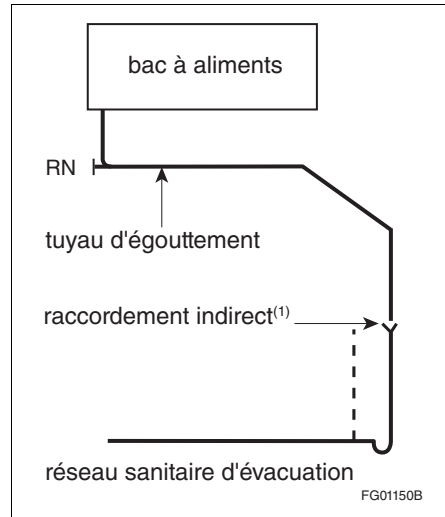 bac à aliments
RN
tuyau d'égouttement
raccordement indirect(1)
réseau sanitaire d'évacuation
FG01150B